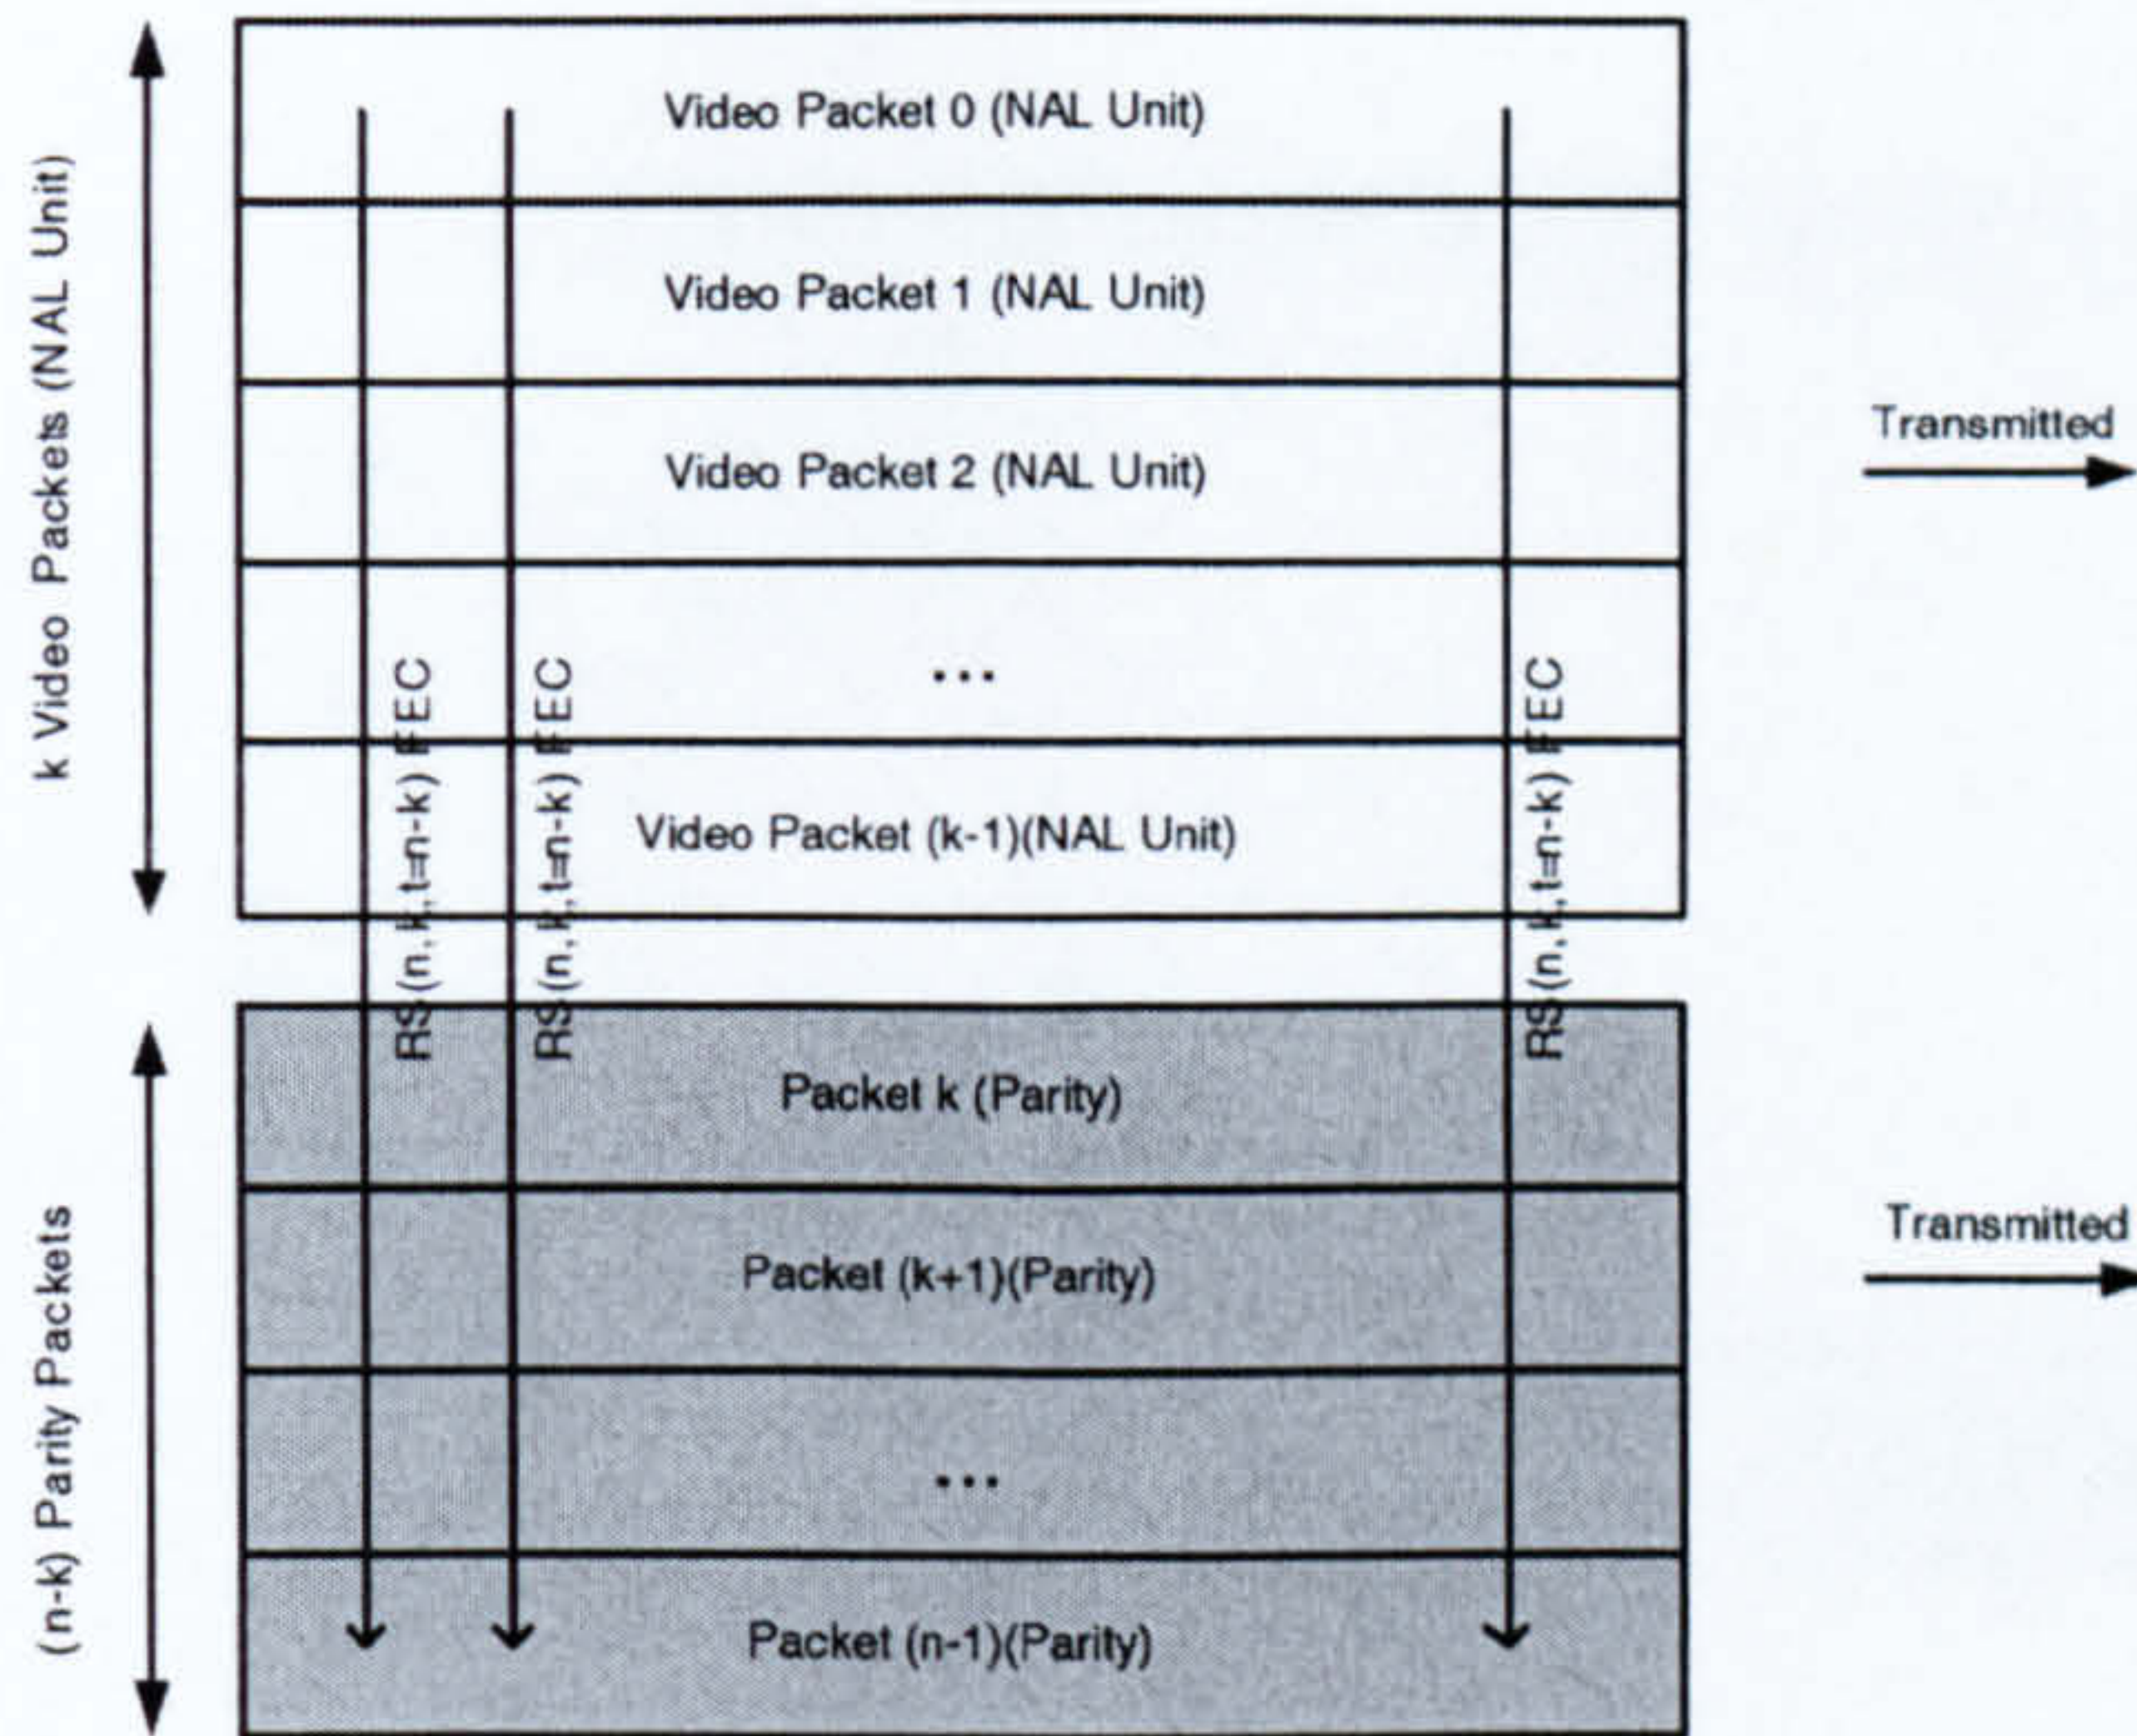 k Video Packets (NAL Unit)
Video Packet 0 (NAL Unit)
Video Packet 1 (NAL Unit)
Video Packet 2 (NAL Unit)
...
Video Packet (k-1)(NAL Unit)
RS(n,k,t=n-k) FEC
RS(n,k,t=n-k) FEC
RS(n,k,t=n-k) FEC
Transmitted
(n-k) Parity Packets
Packet k (Parity)
Packet (k+1)(Parity)
...
Packet (n-1)(Parity)
Transmitted